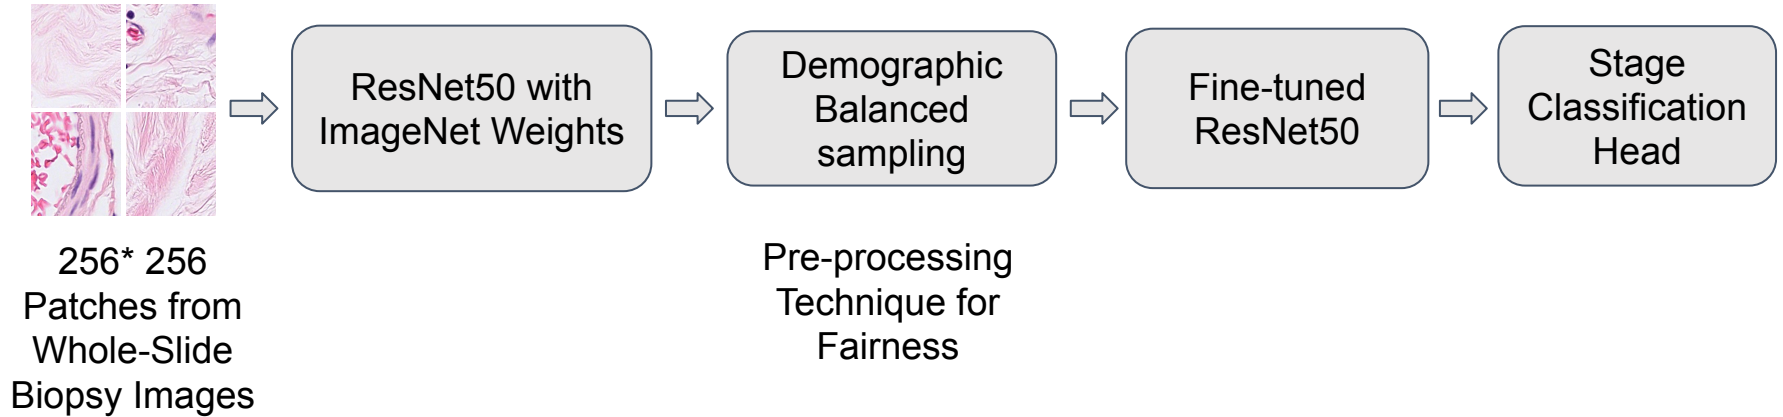 ResNet50 with
ImageNet Weights
Demographic
Balanced
sampling
Fine-tuned
ResNet50
Stage
Classification
Head
256* 256
Patches from
Whole-Slide
Biopsy Images
Pre-processing
Technique for
Fairness